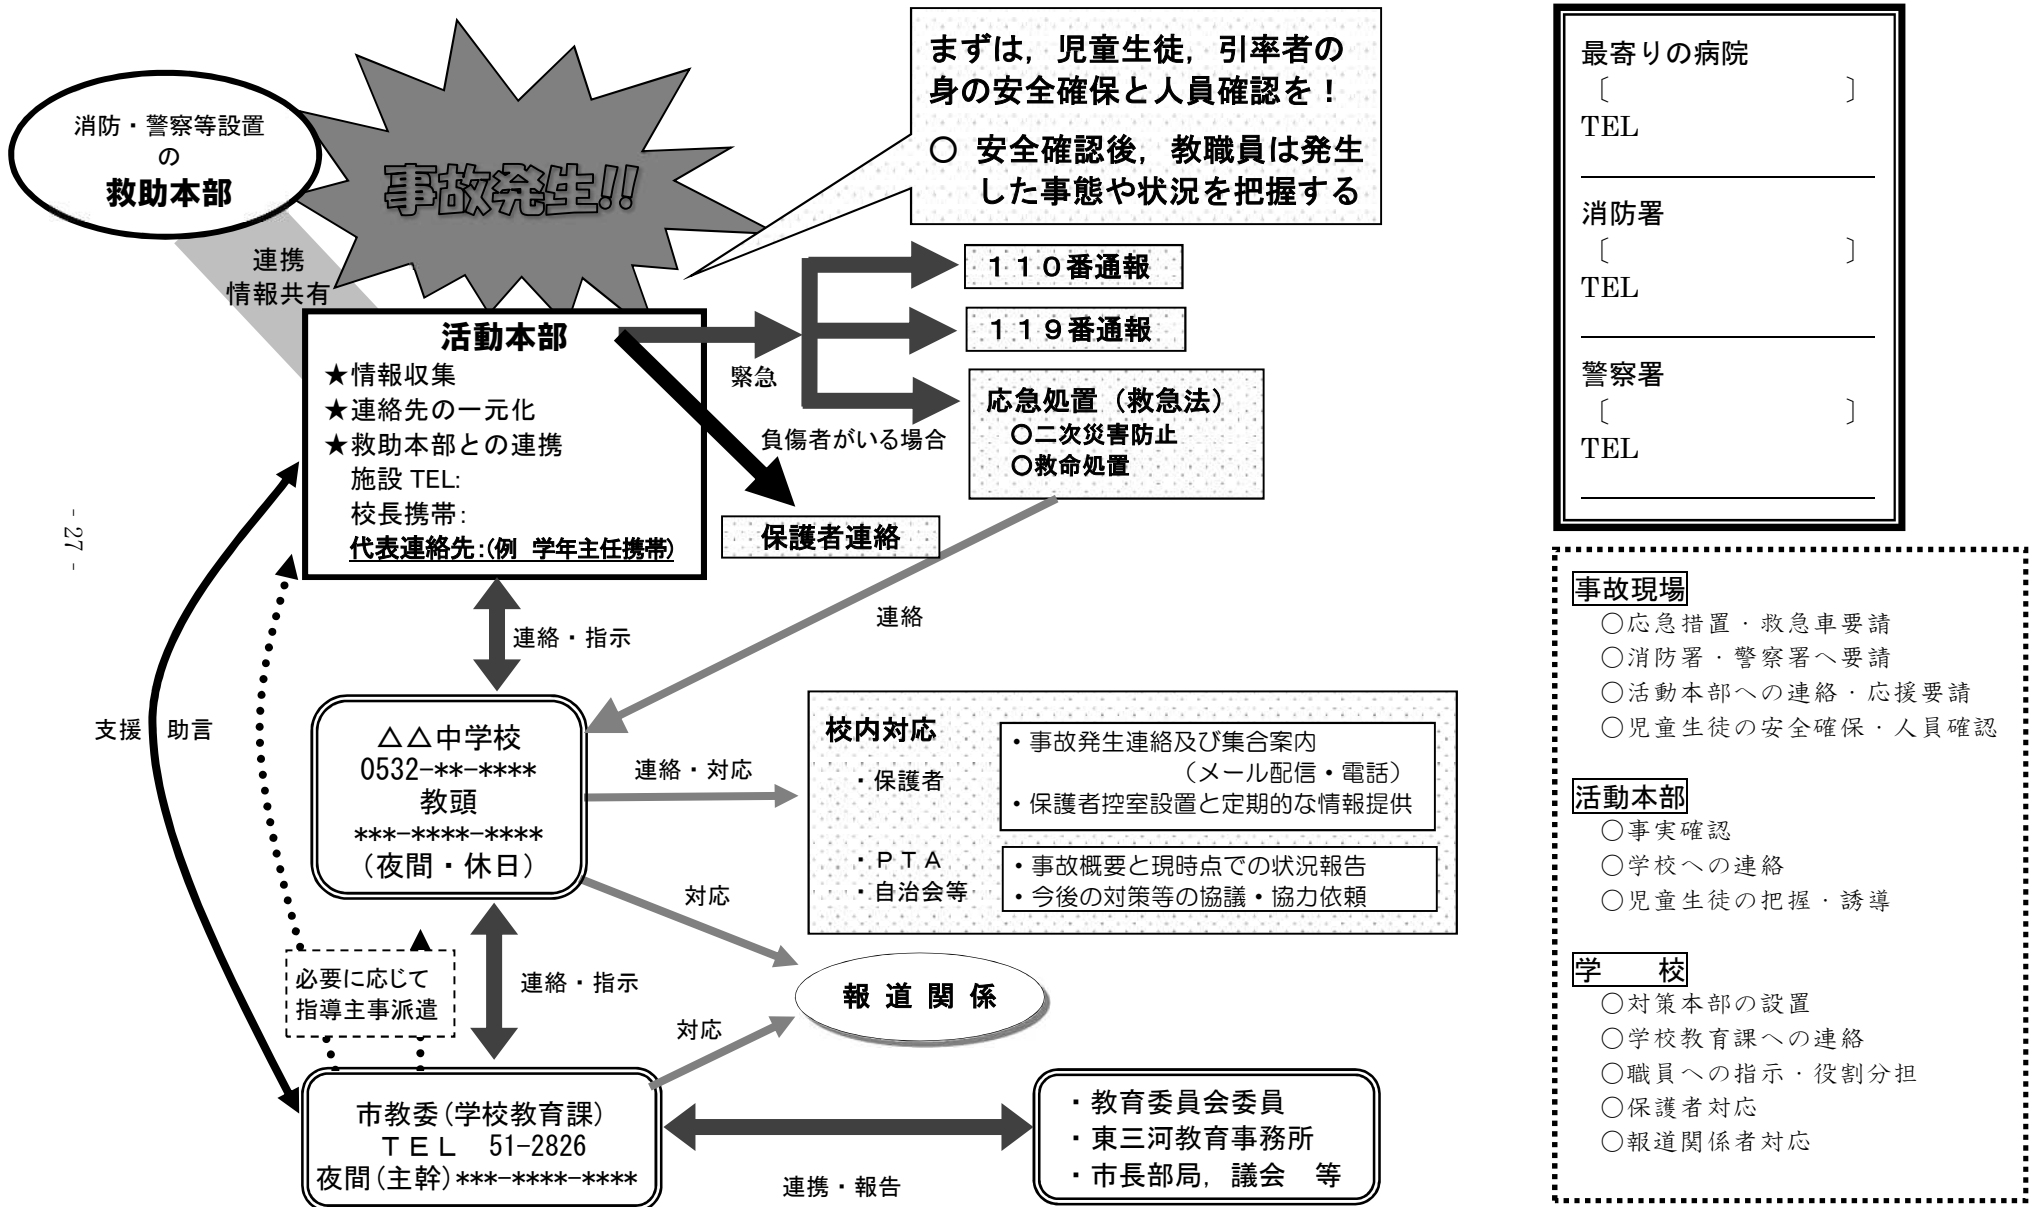 消防・警察等設置
の
救助本部
事故発生!!
まずは，児童生徒，引率者の
身の安全確保と人員確認を！
○ 安全確認後，教職員は発生
した事態や状況を把握する
連携
情報共有
活動本部
★情報収集
★連絡先の一元化
★救助本部との連携
施設 TEL:
校長携帯:
代表連絡先:(例 学年主任携帯)
緊急
１１０番通報
１１９番通報
負傷者がいる場合
応急処置（救急法）
○二次災害防止
○救命処置
保護者連絡
連絡
連絡・指示
支援
助言
△△中学校
0532-**-****
教頭
***-****-****
（夜間・休日）
連絡・対応
校内対応
・保護者
・事故発生連絡及び集合案内
（メール配信・電話）
・保護者控室設置と定期的な情報提供
・ＰＴＡ
・自治会等
・事故概要と現時点での状況報告
・今後の対策等の協議・協力依頼
対応
報 道 関 係
必要に応じて
指導主事派遣
連絡・指示
対応
市教委(学校教育課)
ＴＥＬ 51-2826
夜間(主幹)***-****-****
連携・報告
・教育委員会委員
・東三河教育事務所
・市長部局，議会　等
最寄りの病院
〔　　　　　　　　　〕
TEL
消防署
〔　　　　　　　　　〕
TEL
警察署
〔　　　　　　　　　〕
TEL
事故現場
○応急措置・救急車要請
○消防署・警察署へ要請
○活動本部への連絡・応援要請
○児童生徒の安全確保・人員確認
活動本部
○事実確認
○学校への連絡
○児童生徒の把握・誘導
学　　校
○対策本部の設置
○学校教育課への連絡
○職員への指示・役割分担
○保護者対応
○報道関係者対応
- 27 -